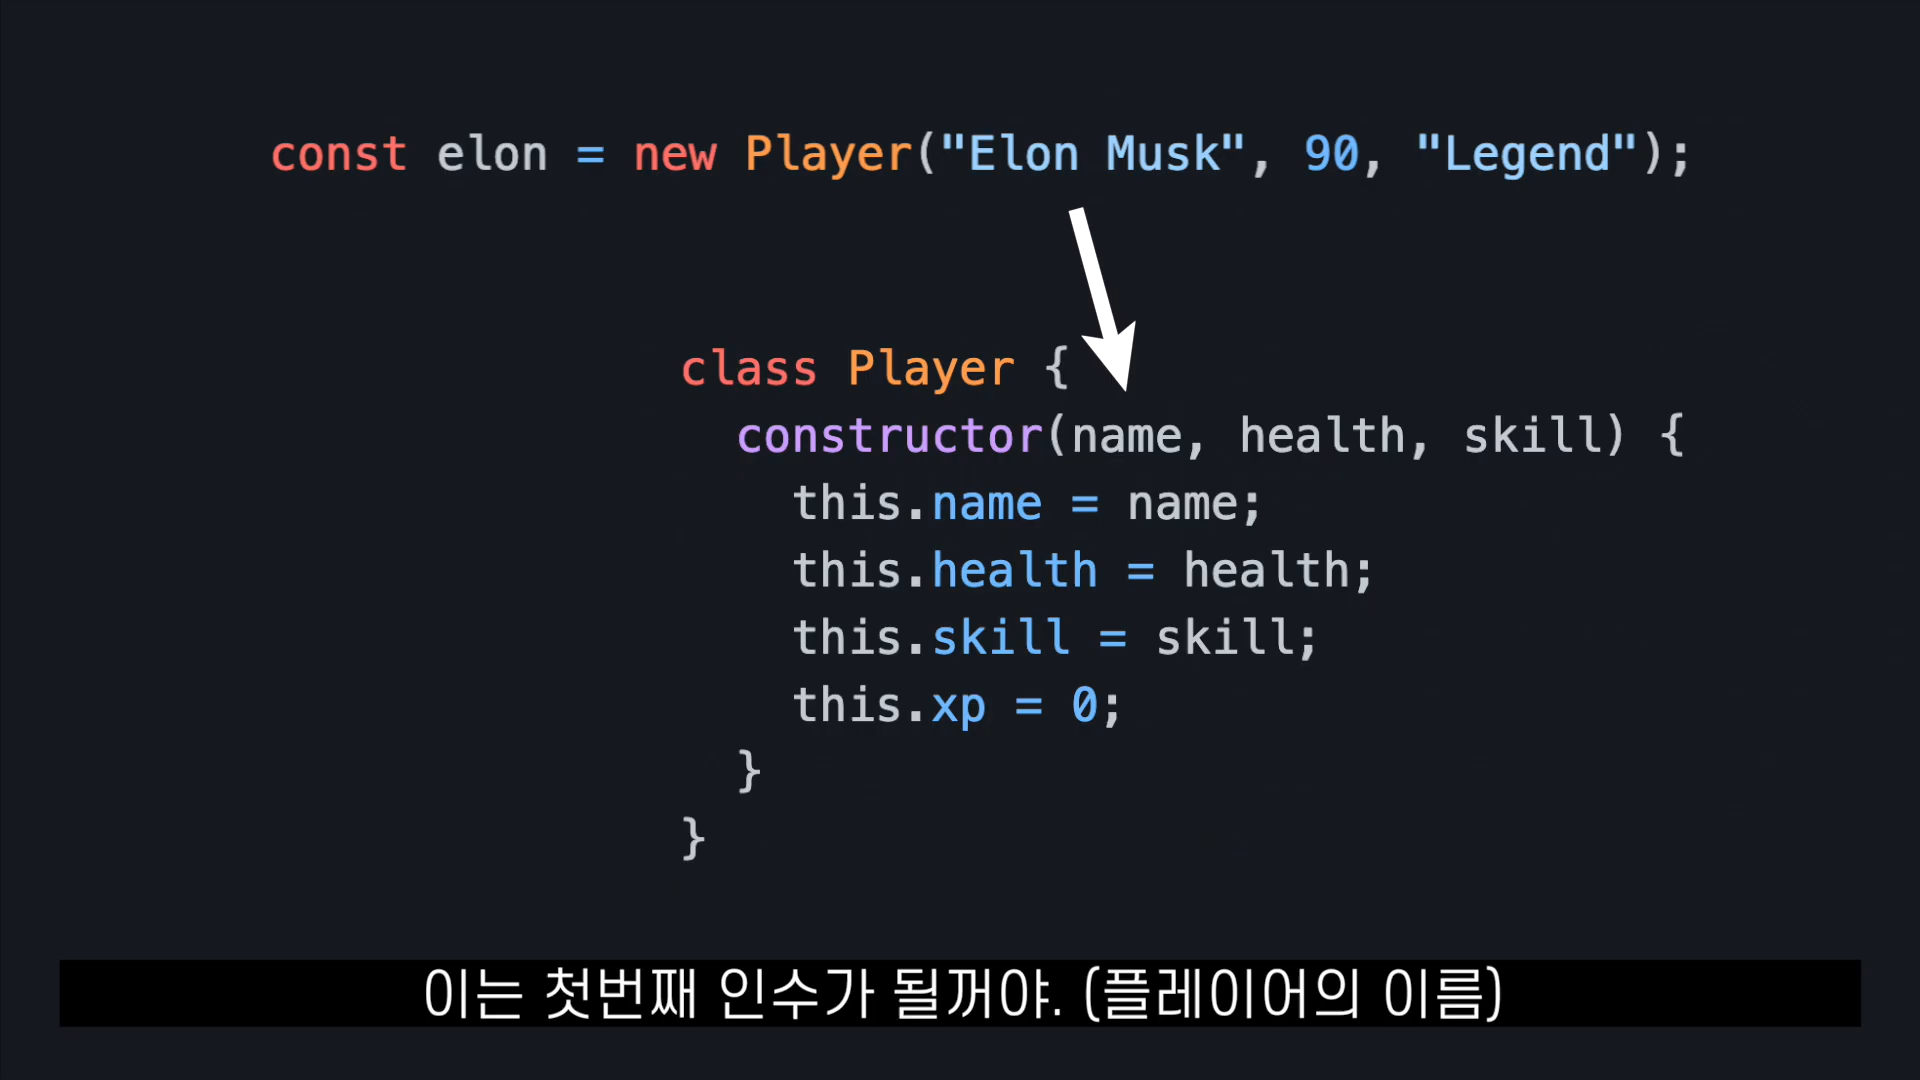 const elon = new Player("Elon Musk", 90, "Legend");
class Player {
constructor(name, health, skill) {
this.name = name;
this.health = health;
this.skill = skill;
this.xp = 0;
}
}
이는 첫번째 인수가 될꺼야. (플레이어의 이름)